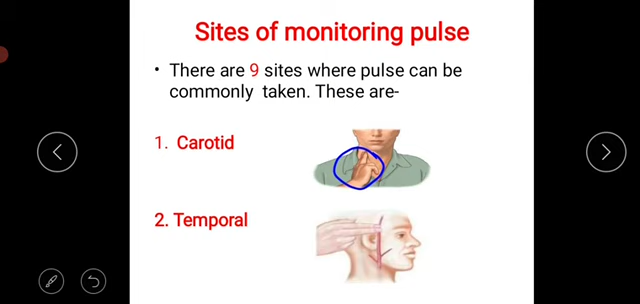 Sites of monitoring pulse
• There are 9 sites where pulse can be
commonly taken. These are-
1. Carotid
2. Temporal